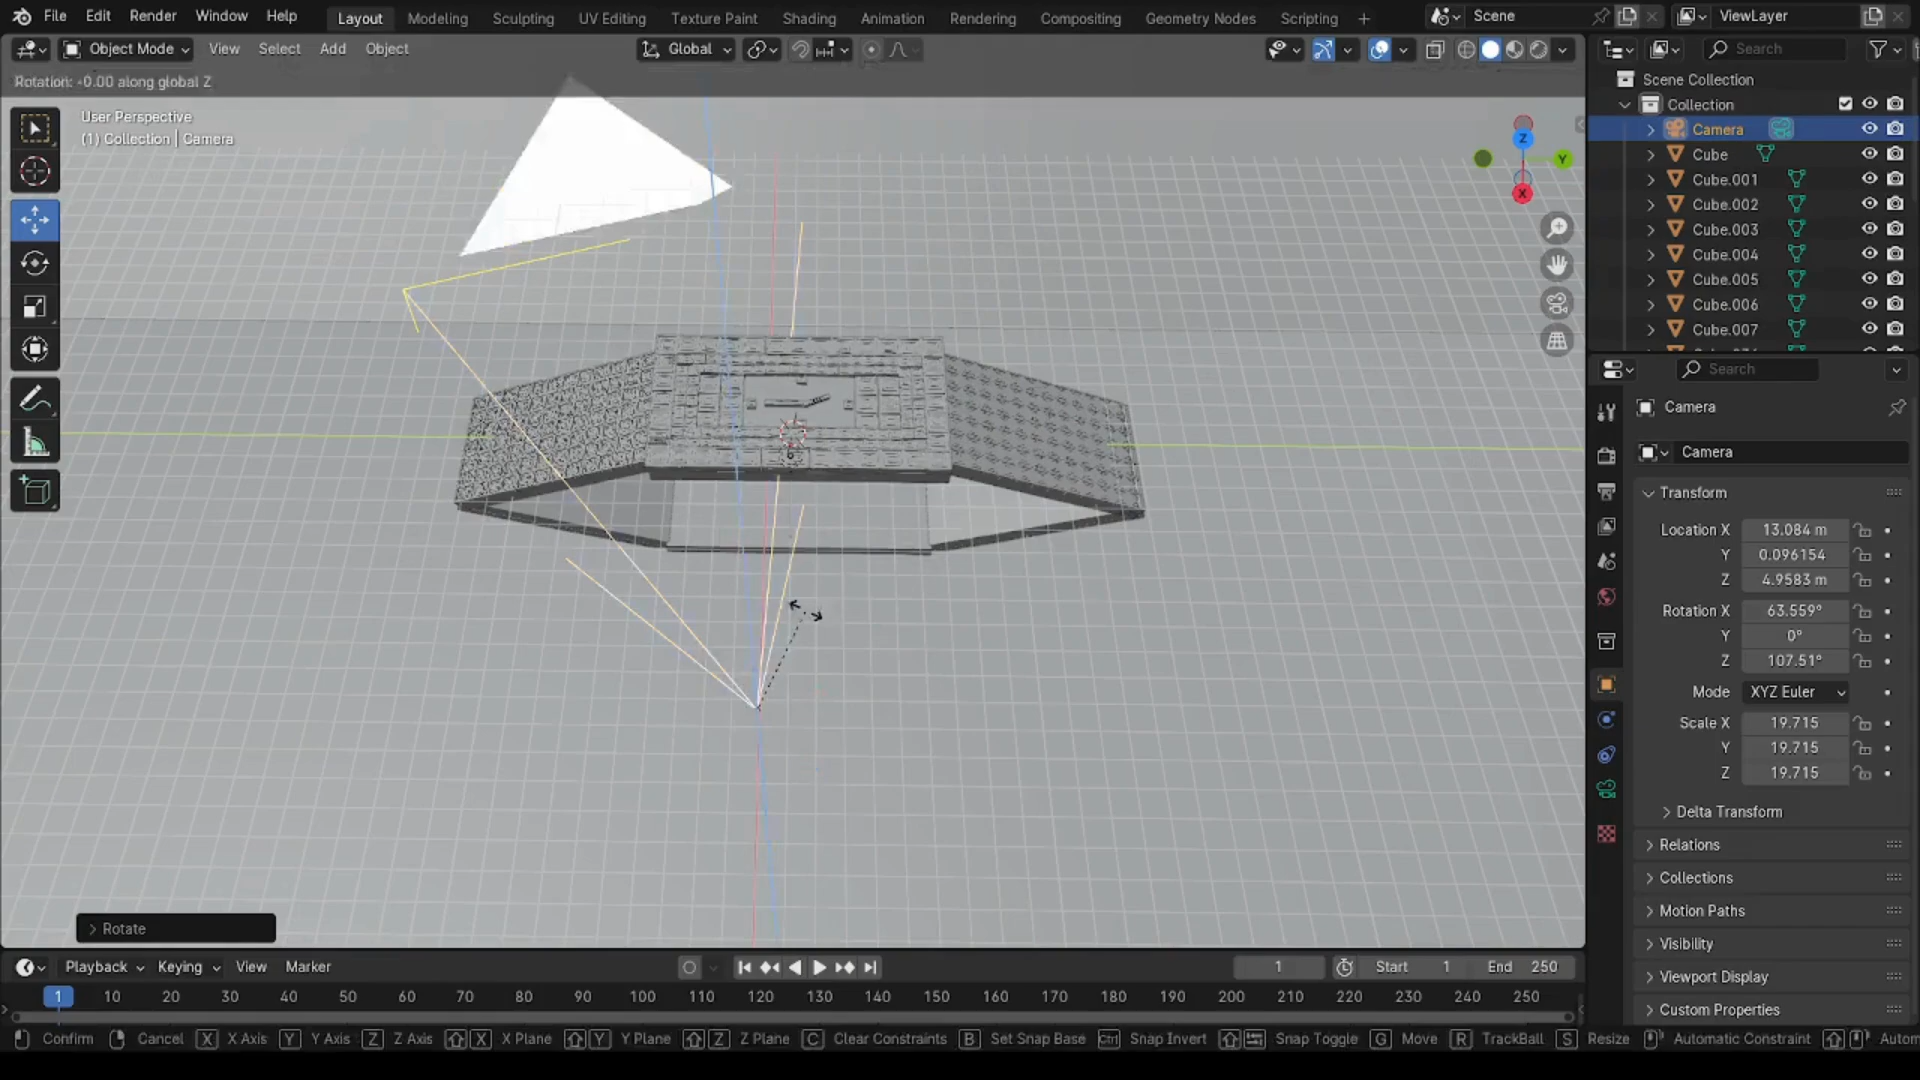 File Edit Render Window Help Layout Modeling Sculpting UV Editing Texture Paint Shading Animation Rendering Compositing Geometry Nodes Scripting + Scene ViewLayer
Object Mode View Select Add Object Global Search
Rotation: -0.00 along global Z
User Perspective
(1) Collection | Camera
Z
Y
X
Scene Collection
Collection
Camera
Cube
Cube.001
Cube.002
Cube.003
Cube.004
Cube.005
Cube.006
Cube.007
Search
Camera
Camera
Transform
Location X 13.084 m
Y 0.096154
Z 4.9583 m
Rotation X 63.559°
Y 0°
Z 107.51°
Mode XYZ Euler
Scale X 19.715
Y 19.715
Z 19.715
Delta Transform
Relations
Collections
Motion Paths
Visibility
Viewport Display
Custom Properties
Rotate
Playback Keying View Marker 1 Start 1 End 250
1 10 20 30 40 50 60 70 80 90 100 110 120 130 140 150 160 170 180 190 200 210 220 230 240 250
Confirm Cancel X X Axis Y Y Axis Z Z Axis X X Plane Y Y Plane Z Z Plane C Clear Constraints B Set Snap Base Ctrl Snap Invert Snap Toggle G Move R TrackBall S Resize Automatic Constraint Autom